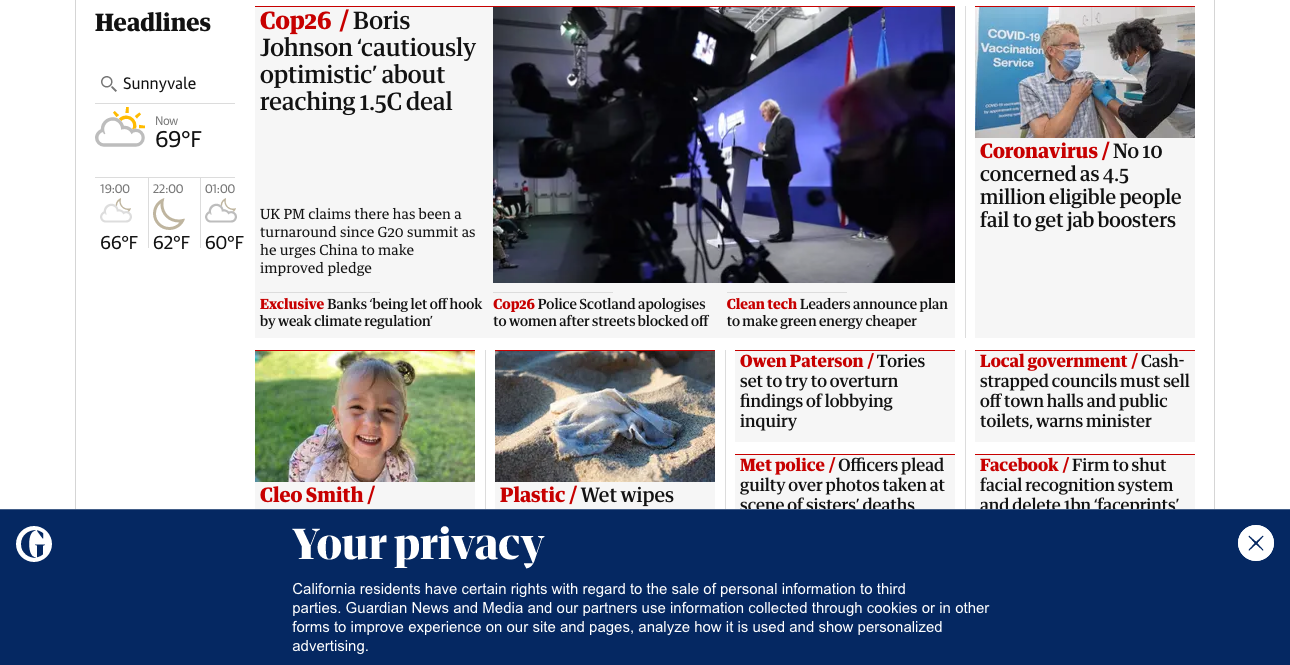 Headlines
Sunnyvale
Now
69°F
19:00
22:00
01:00
66°F
62°F
60°F
Cop26 / Boris
Johnson ‘cautiously
optimistic’ about
reaching 1.5C deal
UK PM claims there has been a
turnaround since G20 summit as
he urges China to make
improved pledge
Exclusive Banks ‘being let off hook
by weak climate regulation’
Cop26 Police Scotland apologises
to women after streets blocked off
Clean tech Leaders announce plan
to make green energy cheaper
COVID-19
Vaccination
Service
Coronavirus / No 10
concerned as 4.5
million eligible people
fail to get jab boosters
Cleo Smith /
Plastic / Wet wipes
Owen Paterson / Tories
set to try to overturn
findings of lobbying
inquiry
Met police / Officers plead
guilty over photos taken at
scene of sisters’ deaths
Local government / Cash-
strapped councils must sell
off town halls and public
toilets, warns minister
Facebook / Firm to shut
facial recognition system
and delete 1bn ‘faceprints’
Your privacy
California residents have certain rights with regard to the sale of personal information to third
parties. Guardian News and Media and our partners use information collected through cookies or in other
forms to improve experience on our site and pages, analyze how it is used and show personalized
advertising.